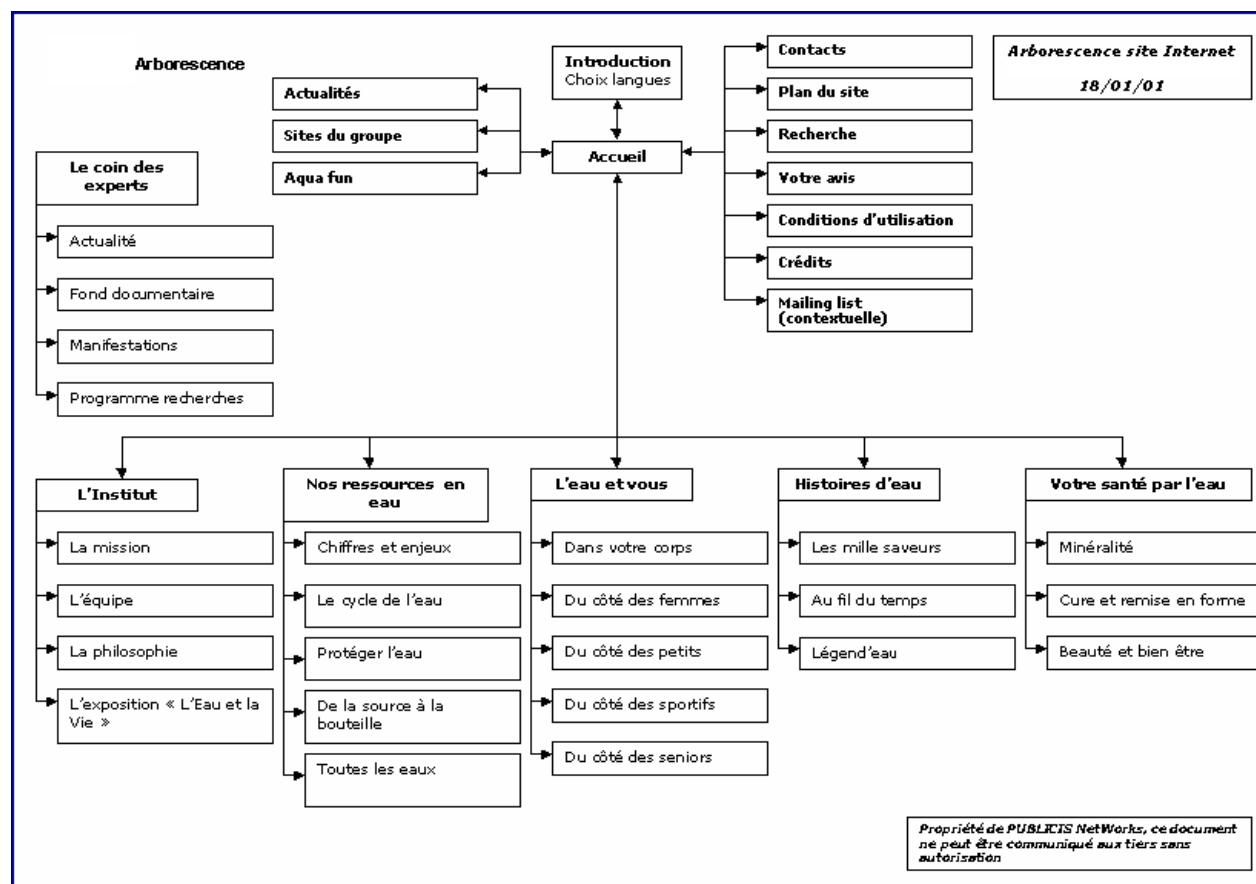 Arborescence
Introduction
Choix langues
Accueil
Actualités
Sites du groupe
Aqua fun
Contacts
Plan du site
Recherche
Votre avis
Conditions d'utilisation
Crédits
Mailing list
(contextuelle)
Arborescence site Internet
18/01/01
Le coin des
experts
Actualité
Fond documentaire
Manifestations
Programme recherches
L'Institut
La mission
L'équipe
La philosophie
L'exposition « L'Eau et la
Vie »
Nos ressources en
eau
Chiffres et enjeux
Le cycle de l'eau
Protéger l'eau
De la source à la
bouteille
Toutes les eaux
L'eau et vous
Dans votre corps
Du côté des femmes
Du côté des petits
Du côté des sportifs
Du côté des seniors
Histoires d'eau
Les mille saveurs
Au fil du temps
Légend'eau
Votre santé par l'eau
Minéralité
Cure et remise en forme
Beauté et bien être
Propriété de PUBLICIS NetWorks, ce document
ne peut être communiqué aux tiers sans
autorisation